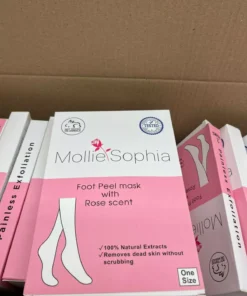 Mollie Sophia
Foot Peel mask
with
Rose scent
✓100% Natural Extracts
✓Removes dead skin without
scrubbing.
One
Size
Painless Exfoliation
Mollie